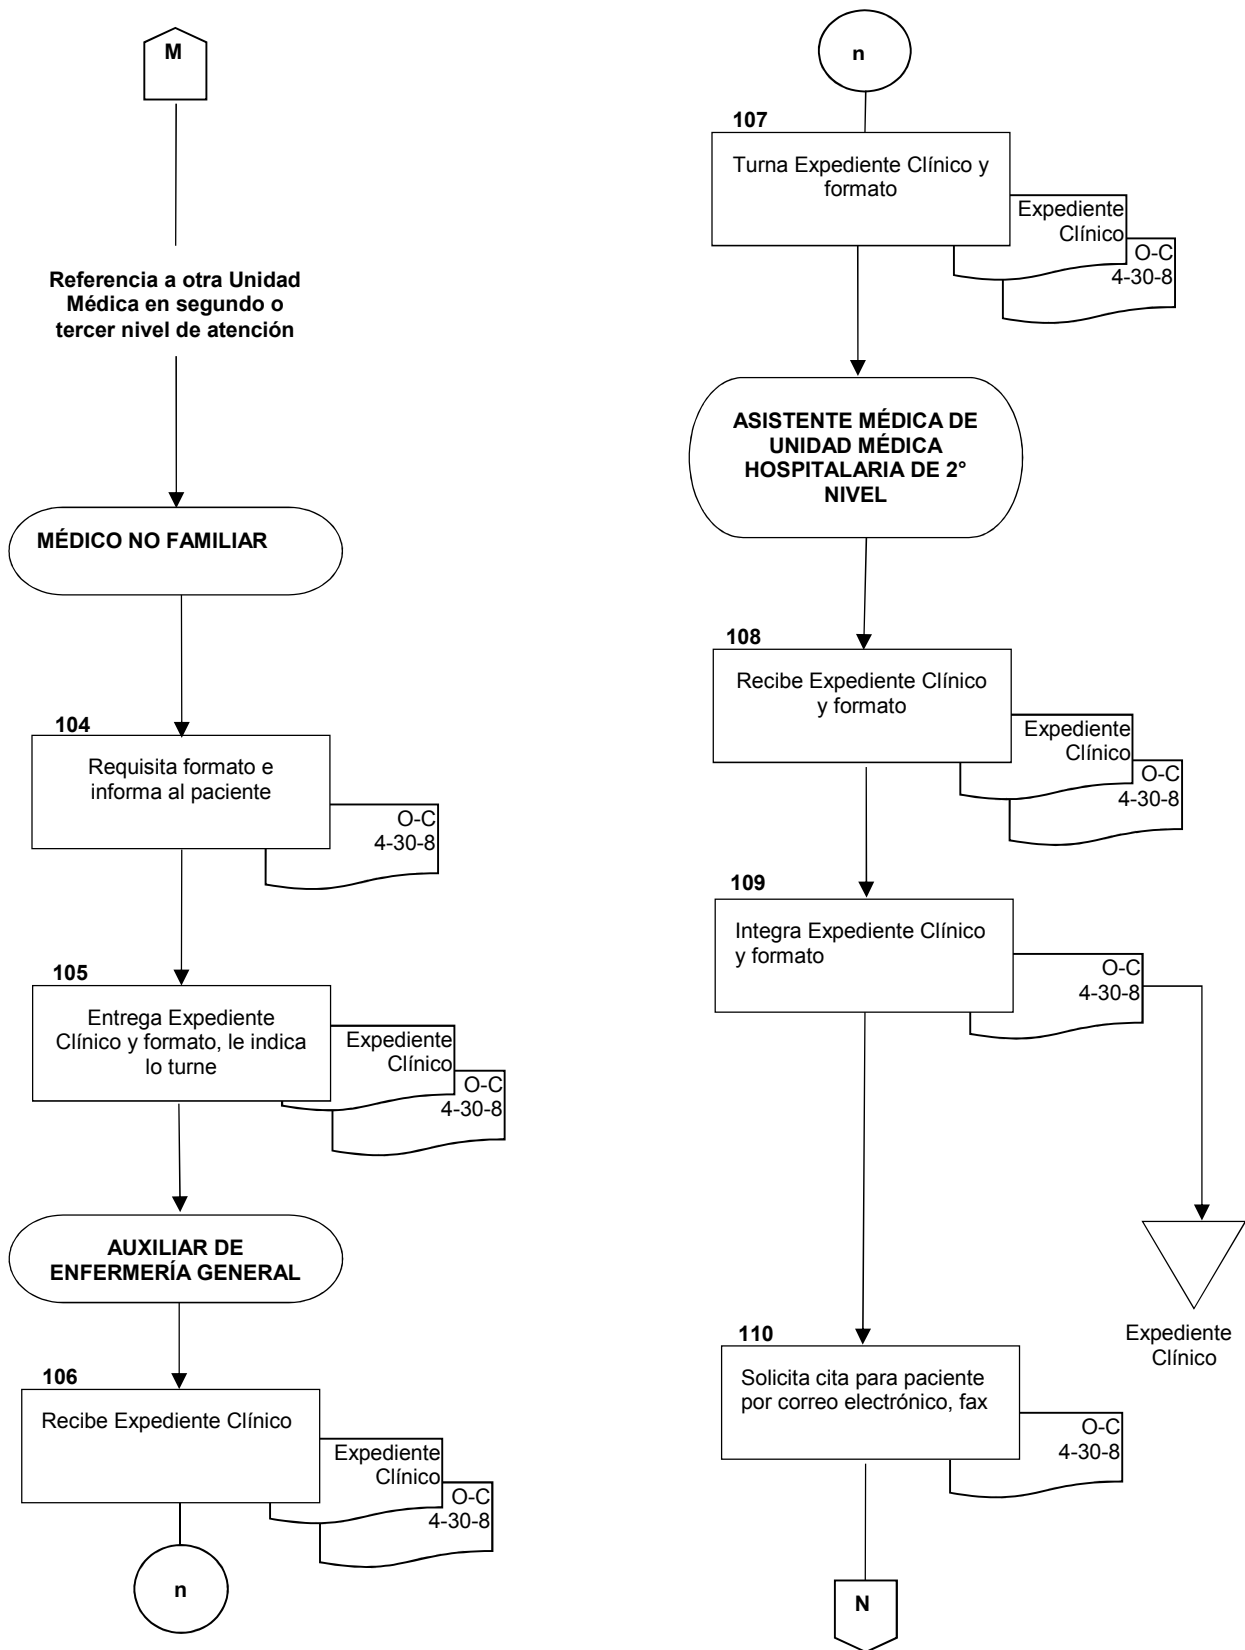 M
Referencia a otra Unidad
Médica en segundo o
tercer nivel de atención
MÉDICO NO FAMILIAR
104
Requisita formato e
informa al paciente
O-C
4-30-8
105
Entrega Expediente
Clínico y formato, le indica
lo turne
Expediente
Clínico
O-C
4-30-8
AUXILIAR DE
ENFERMERÍA GENERAL
106
Recibe Expediente Clínico
Expediente
Clínico
O-C
4-30-8
n
n
107
Turna Expediente Clínico y
formato
Expediente
Clínico
O-C
4-30-8
ASISTENTE MÉDICA DE
UNIDAD MÉDICA
HOSPITALARIA DE 2°
NIVEL
108
Recibe Expediente Clínico
y formato
Expediente
Clínico
O-C
4-30-8
109
Integra Expediente Clínico
y formato
O-C
4-30-8
Expediente
Clínico
110
Solicita cita para paciente
por correo electrónico, fax
O-C
4-30-8
N